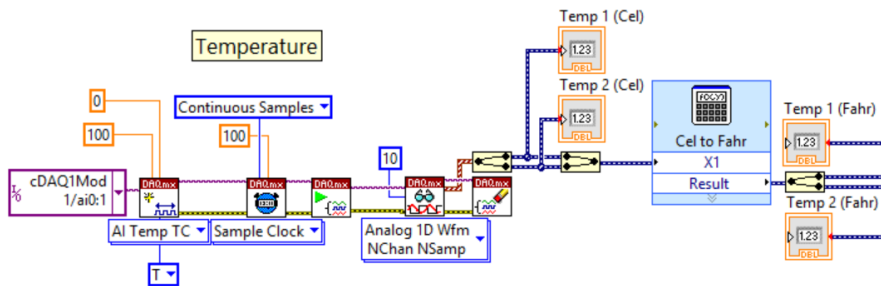 Temp 1 (Cel)
1.23
DBL
Temperature
Temp 2 (Cel)
1.23
DBL
0
Continuous Samples
100
100
10
f(x,y)
Cel to Fahr
X1
Result
Temp 1 (Fahr)
1.23
DBL
Temp 2 (Fahr)
1.23
DBL
I/O
cDAQ1Mod
1/ai0:1
DAQmx
DAQmx
DAQmx
DAQmx
DAQmx
AI Temp TC
Sample Clock
Analog 1D Wfm
NChan NSamp
T